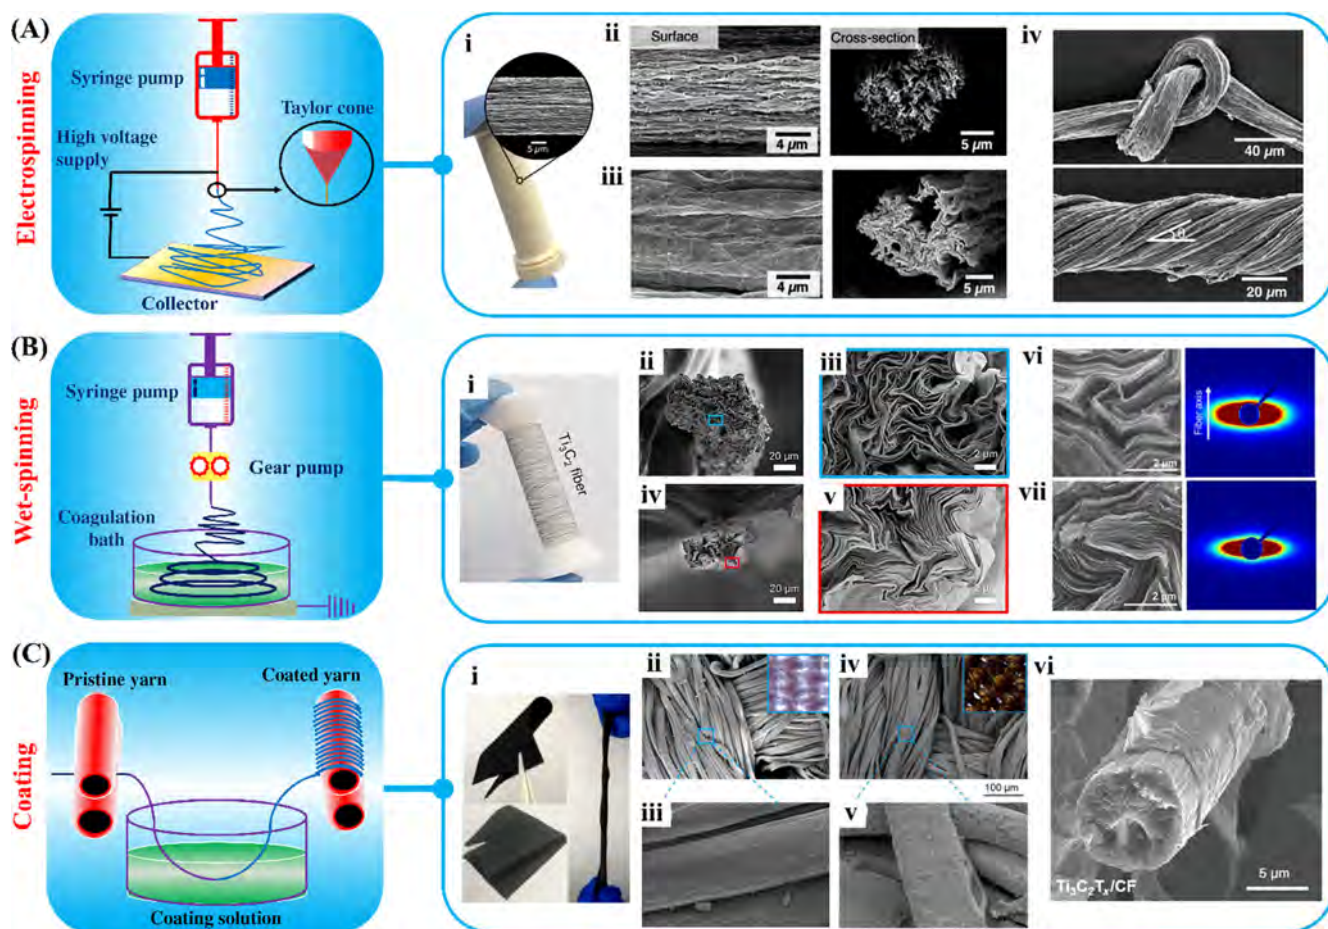 (A)
Electrospinning
Syringe pump
High voltage
supply
Taylor cone
Collector
i
5 µm
ii
Surface
4 µm
Cross-section
5 µm
iii
4 µm
5 µm
iv
40 µm
θ
20 µm
(B)
Wet-spinning
Syringe pump
Gear pump
Coagulation
bath
i
Ti₃C₂ fiber
ii
20 µm
iii
2 µm
iv
20 µm
v
2 µm
vi
2 µm
Fiber axis
vii
2 µm
(C)
Coating
Pristine yarn
Coated yarn
Coating solution
i
ii
iii
iv
100 µm
v
vi
Ti₃C₂Tₓ/CF
5 µm